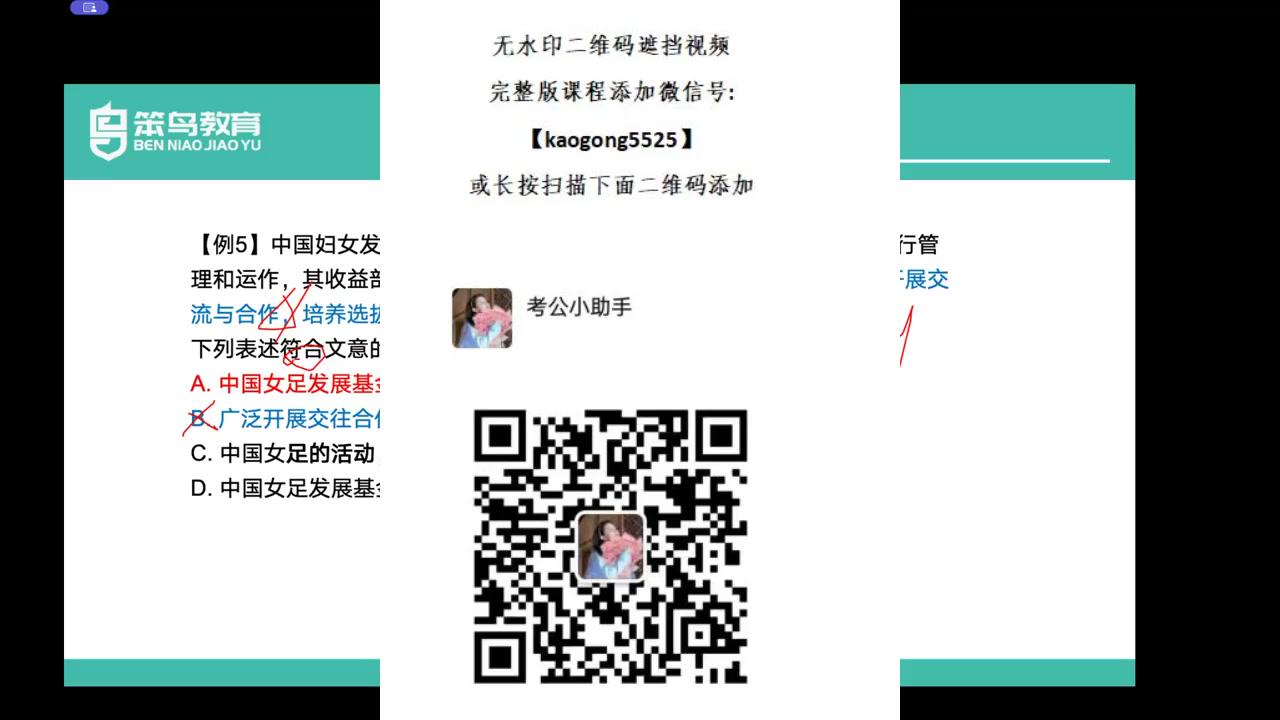 无水印二维码遮挡视频
完整版课程添加微信号:
【kaogong5525】
或长按扫描下面二维码添加
考公小助手
笨鸟教育
BEN NIAO JIAO YU
【例5】中国妇女发
行管
理和运作，其收益部
开展交
流与合作，培养选拔
下列表述符合文意的
A. 中国女足发展基金
B. 广泛开展交往合作
C. 中国女足的活动
D. 中国女足发展基金